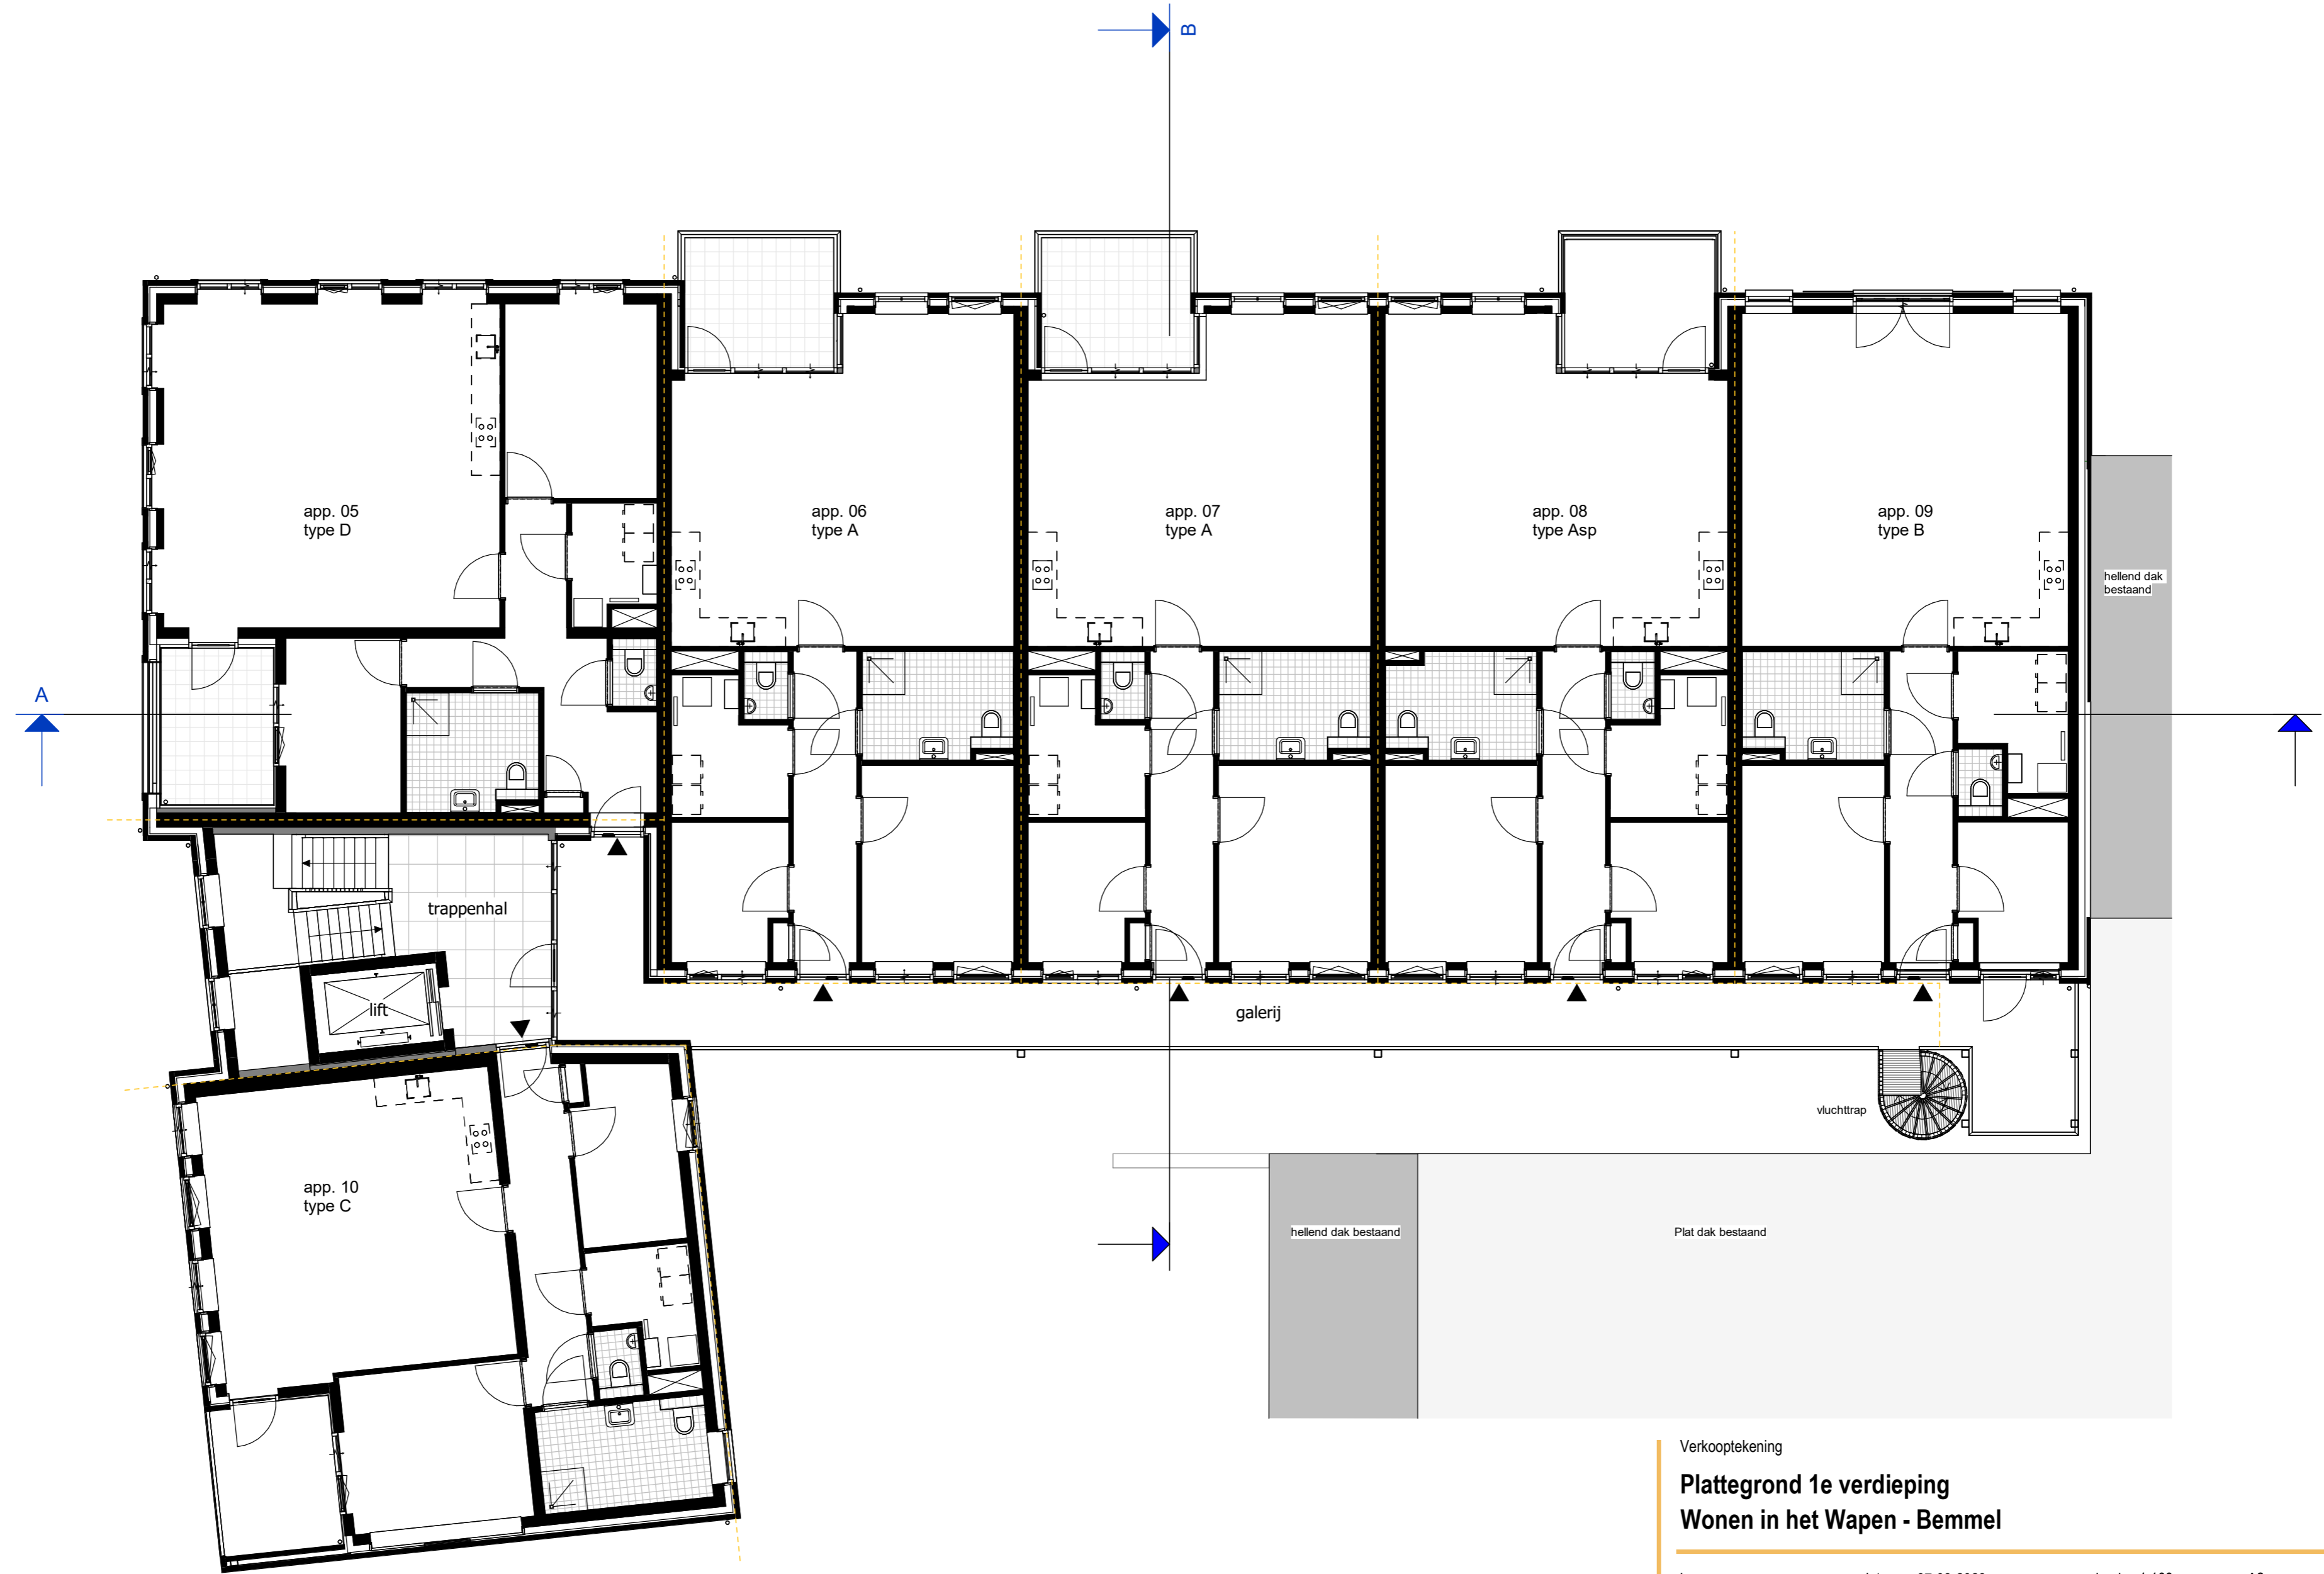 B
app. 05
type D
app. 06
type A
app. 07
type A
app. 08
type Asp
app. 09
type B
hellend dak
bestaand
A
trappenhal
lift
galerij
vluchttrap
app. 10
type C
hellend dak bestaand
Plat dak bestaand
Verkooptekening
Plattegrond 1e verdieping
Wonen in het Wapen - Bemmel